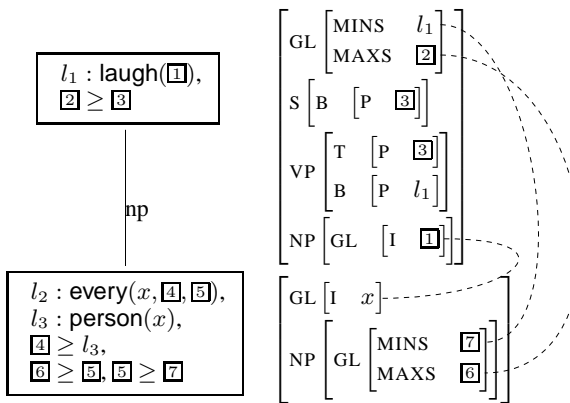 l₁ : laugh(1),
2 ≥ 3
GL [MINS l₁
MAXS 2]
S [B [P 3]]
VP [T [P 3]
B [P l₁]]
NP [GL [I 1]]
np
l₂ : every(x, 4, 5),
l₃ : person(x),
4 ≥ l₃,
6 ≥ 5, 5 ≥ 7
GL [I x]
NP [GL [MINS 7
MAXS 6]]